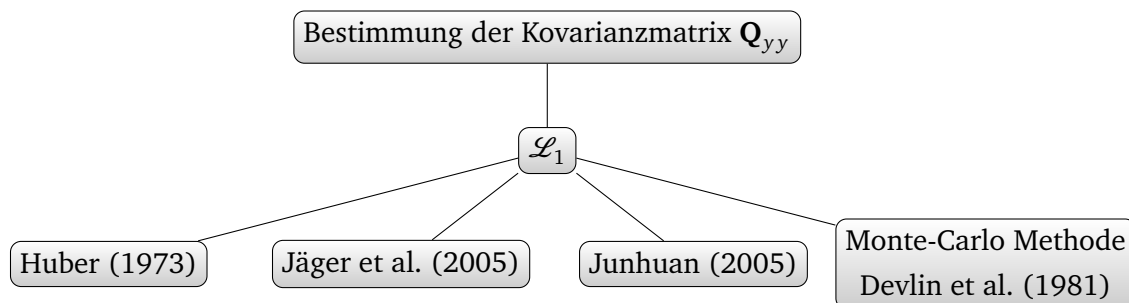 Bestimmung der Kovarianzmatrix Q_yy
ℒ₁
Huber (1973)
Jäger et al. (2005)
Junhuan (2005)
Monte-Carlo Methode
Devlin et al. (1981)